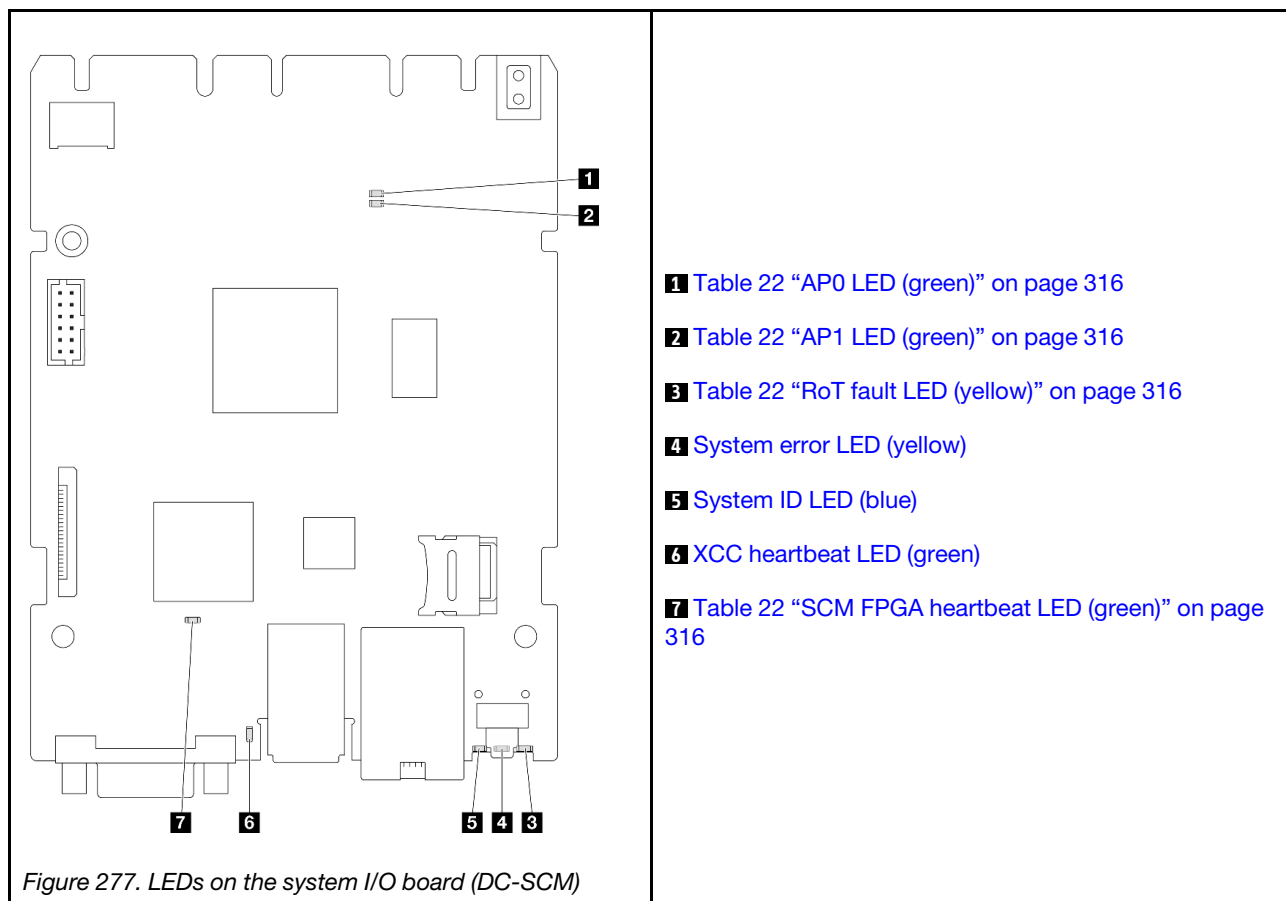 1
2
7
6
5
4
3
Figure 277. LEDs on the system I/O board (DC-SCM)
1 Table 22 “AP0 LED (green)” on page 316
2 Table 22 “AP1 LED (green)” on page 316
3 Table 22 “RoT fault LED (yellow)” on page 316
4 System error LED (yellow)
5 System ID LED (blue)
6 XCC heartbeat LED (green)
7 Table 22 “SCM FPGA heartbeat LED (green)” on page
316